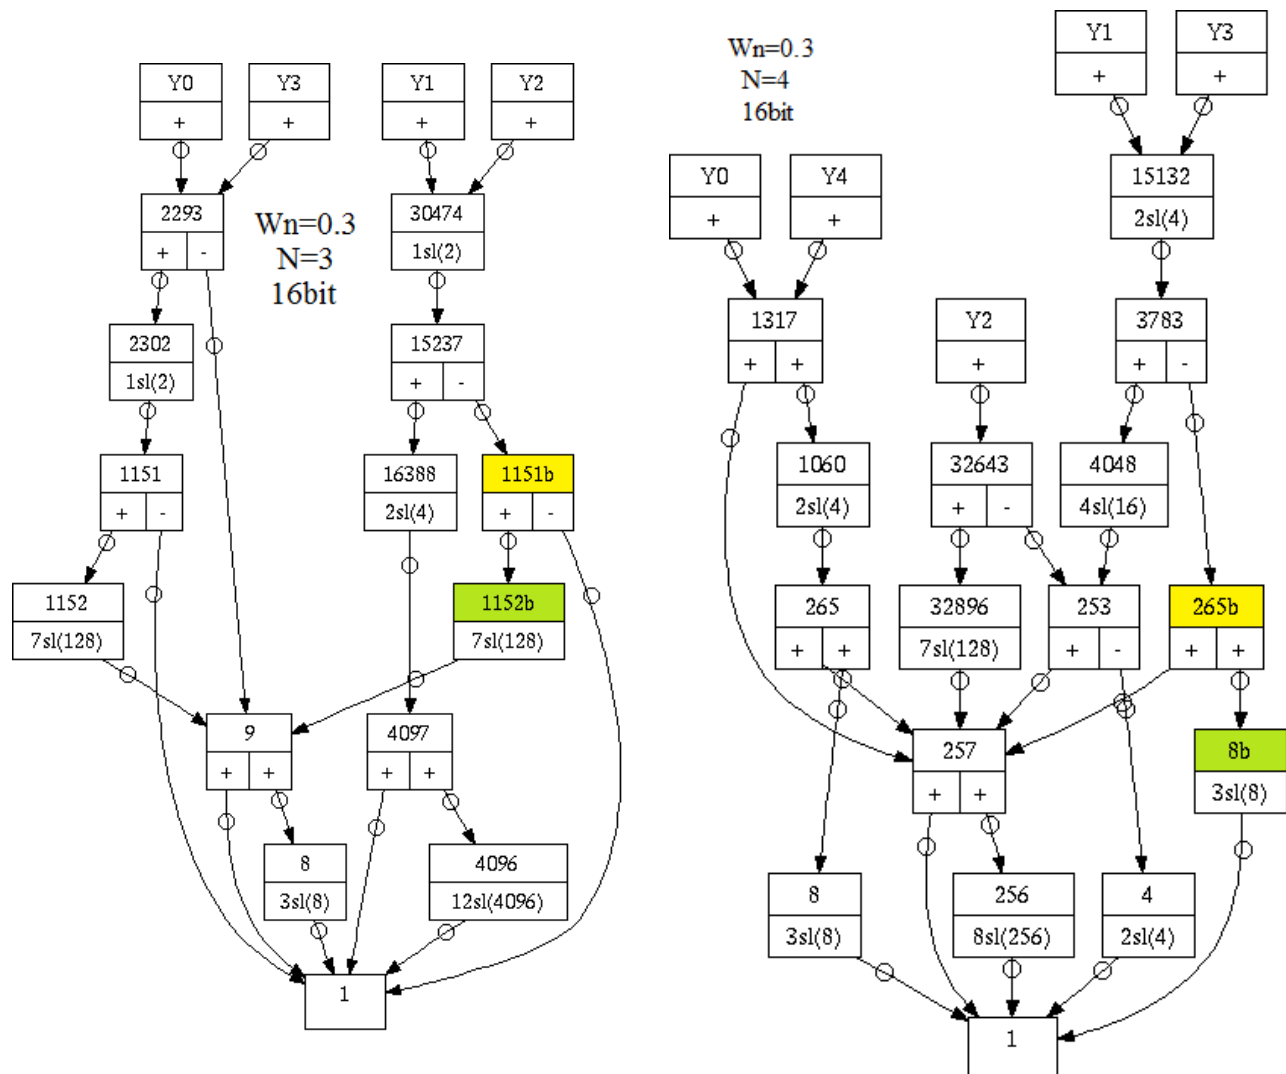 Y0 Y3 Y1 Y2
+ + + +
2293 30474
+ - 1sl(2)
Wn=0.3
N=3
16bit
2302 15237
1sl(2) + -
1151 16388 1151b
+ - 2sl(4) + -
1152 1152b
7sl(128) 7sl(128)
9 4097
+ + + +
8 4096
3sl(8) 12sl(4096)
1
Wn=0.3
N=4
16bit
Y1 Y3
+ +
Y0 Y4 15132
+ + 2sl(4)
1317 Y2 3783
+ + + + -
1060 32643 4048
2sl(4) + - 4sl(16)
265 32896 253 265b
+ + 7sl(128) + - + +
257 8b
+ + 3sl(8)
8 256 4
3sl(8) 8sl(256) 2sl(4)
1